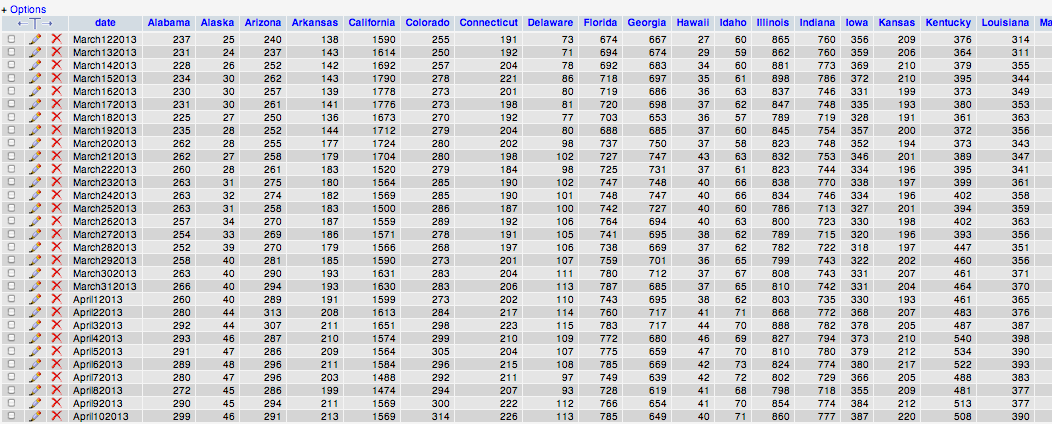 + Options
←T→ date Alabama Alaska Arizona Arkansas California Colorado Connecticut Delaware Florida Georgia Hawaii Idaho Illinois Indiana Iowa Kansas Kentucky Louisiana Ma
March122013 237 25 240 138 1590 255 191 73 674 667 27 60 865 760 356 209 376 314
March132013 231 24 237 143 1614 250 192 71 694 674 29 59 862 760 359 206 364 311
March142013 228 26 252 142 1692 257 204 78 692 683 34 60 881 773 369 210 379 355
March152013 234 30 262 143 1790 278 221 86 718 697 35 61 898 786 372 210 395 344
March162013 230 30 257 139 1778 273 201 80 719 686 36 63 837 746 331 199 373 349
March172013 231 30 261 141 1776 273 198 81 720 698 37 62 847 748 335 193 380 353
March182013 225 27 250 136 1673 270 192 77 703 653 36 57 789 719 328 191 361 363
March192013 235 28 252 144 1712 279 204 80 688 685 37 60 845 754 357 200 372 356
March202013 262 28 255 177 1724 280 202 98 737 750 37 58 823 748 352 194 373 343
March212013 262 27 258 179 1704 280 198 102 727 747 43 63 832 753 346 201 389 347
March222013 260 28 261 183 1520 279 184 98 725 731 37 61 823 744 334 196 395 341
March232013 263 31 275 180 1564 285 190 102 747 748 40 66 838 770 338 197 399 361
March242013 263 32 274 182 1569 285 190 101 748 747 40 66 834 746 334 196 402 358
March252013 263 31 258 183 1500 286 187 100 742 727 40 60 786 713 327 201 394 359
March262013 257 34 270 187 1559 289 192 106 764 694 40 63 800 723 330 198 402 363
March272013 254 33 269 186 1571 278 191 105 741 695 38 62 789 715 320 196 393 356
March282013 252 39 270 179 1566 268 197 106 738 669 37 62 782 722 318 197 447 351
March292013 258 40 281 185 1590 273 201 107 759 701 36 65 799 743 322 202 460 356
March302013 263 40 290 193 1631 283 204 111 780 712 37 67 808 743 331 207 461 371
March312013 266 40 294 193 1630 283 206 113 787 685 37 65 810 742 331 204 464 370
April12013 260 40 289 191 1599 273 202 110 743 695 38 62 803 735 330 193 461 365
April22013 280 44 313 208 1613 284 217 114 760 717 41 71 868 772 368 207 483 376
April32013 292 44 307 211 1651 298 223 115 783 717 44 70 888 782 378 205 487 387
April42013 293 46 287 210 1574 299 210 109 772 680 46 69 827 794 373 210 540 398
April52013 291 47 286 209 1564 305 204 107 775 659 47 70 810 780 379 212 534 390
April62013 289 48 296 211 1584 296 215 108 785 669 42 73 824 774 380 217 522 393
April72013 280 47 296 203 1488 292 211 97 749 639 42 72 802 729 366 205 488 383
April82013 272 45 286 199 1474 294 207 93 728 619 41 68 798 718 355 209 481 377
April92013 290 45 294 211 1569 300 222 112 766 654 41 70 854 774 384 212 513 377
April102013 299 46 291 213 1569 314 226 113 785 649 40 71 860 777 387 220 508 390